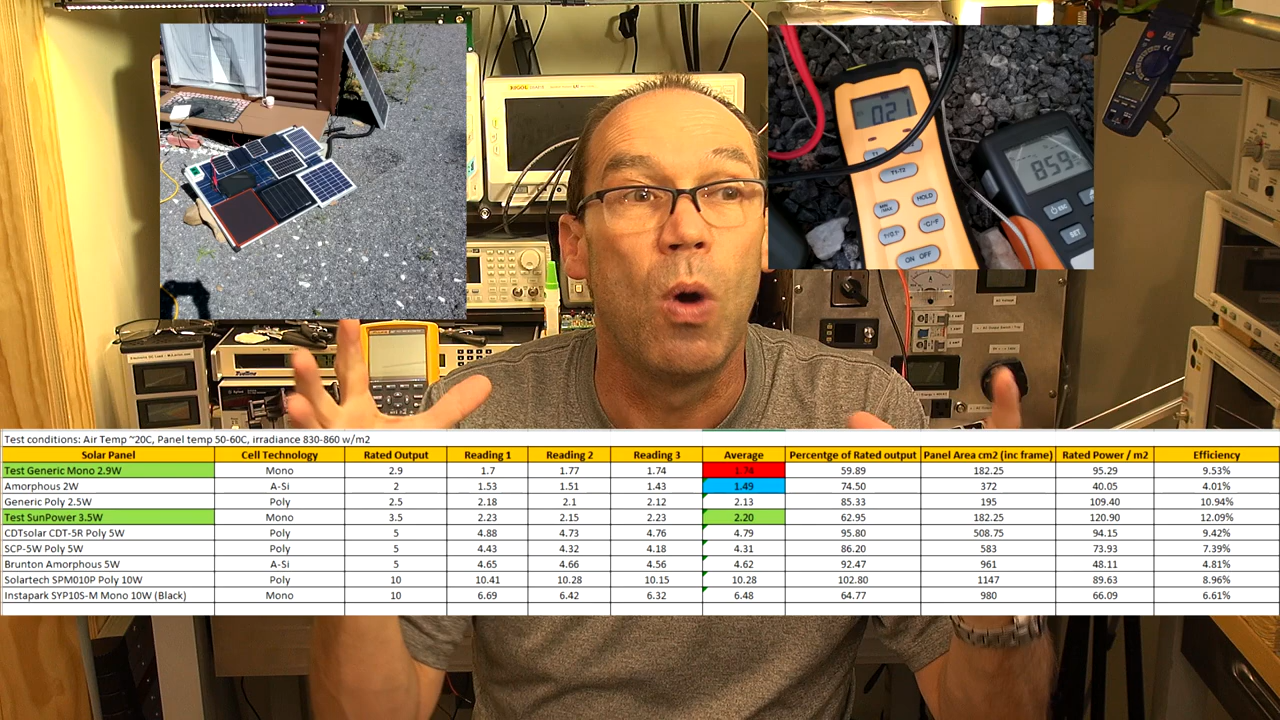 RIGOL
021
T1
T1-T2
HOLD
°C/°F
ON OFF
859
ESC
SET
Test conditions: Air Temp ~20C, Panel temp 50-60C, irradiance 830-860 w/m2
Solar Panel Cell Technology Rated Output Reading 1 Reading 2 Reading 3 Average Percentge of Rated output Panel Area cm2 (inc frame) Rated Power / m2 Efficiency
Test Generic Mono 2.9W Mono 2.9 1.7 1.77 1.74 1.74 59.89 182.25 95.29 9.53%
Amorphous 2W A-Si 2 1.53 1.51 1.43 1.49 74.50 372 40.05 4.01%
Generic Poly 2.5W Poly 2.5 2.18 2.1 2.12 2.13 85.33 195 109.40 10.94%
Test SunPower 3.5W Mono 3.5 2.23 2.15 2.23 2.20 62.95 182.25 120.90 12.09%
CDTsolar CDT-5R Poly 5W Poly 5 4.88 4.73 4.76 4.79 95.80 508.75 94.15 9.42%
SCP-5W Poly 5W Poly 5 4.43 4.32 4.18 4.31 86.20 583 73.93 7.39%
Brunton Amorphous 5W A-Si 5 4.66 4.66 4.56 4.62 92.47 961 48.11 4.81%
Solartech SPM010P Poly 10W Poly 10 10.41 10.28 10.15 10.28 102.80 1147 89.63 8.96%
Instapark SYP10S-M Mono 10W (Black) Mono 10 6.69 6.42 6.32 6.48 64.77 980 66.09 6.61%